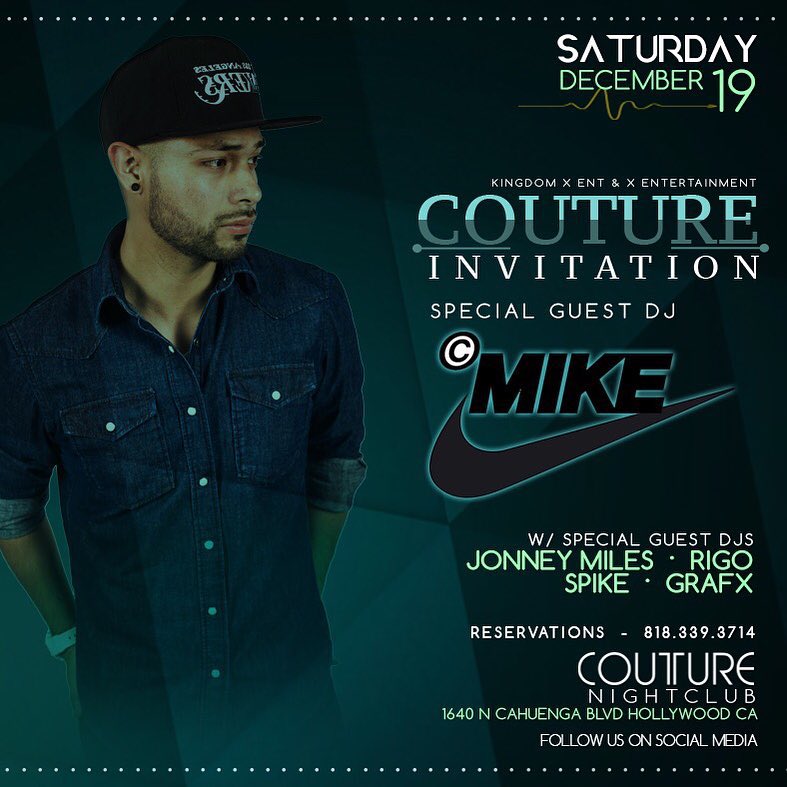 SATURDAY
DECEMBER 19
KINGDOM X ENT & X ENTERTAINMENT
COUTURE
INVITATION
SPECIAL GUEST DJ
©MIKE
W/ SPECIAL GUEST DJS
JONNEY MILES · RIGO
SPIKE · GRAFX
RESERVATIONS - 818.339.3714
COUTURE
NIGHTCLUB
1640 N CAHUENGA BLVD HOLLYWOOD CA
FOLLOW US ON SOCIAL MEDIA